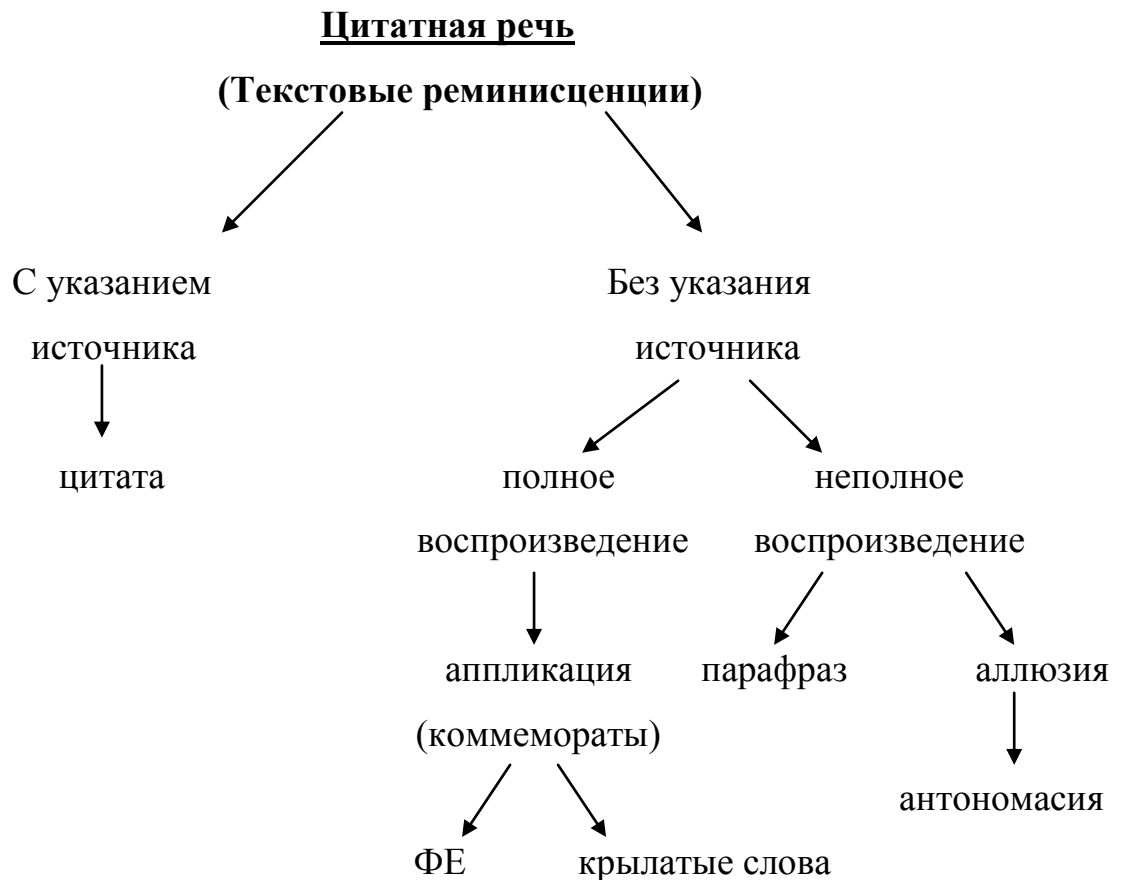 Цитатная речь
(Текстовые реминисценции)
С указанием Без указания
источника источника
цитата полное неполное
воспроизведение воспроизведение
аппликация парафраз аллюзия
(коммемораты)
антономасия
ФЕ крылатые слова